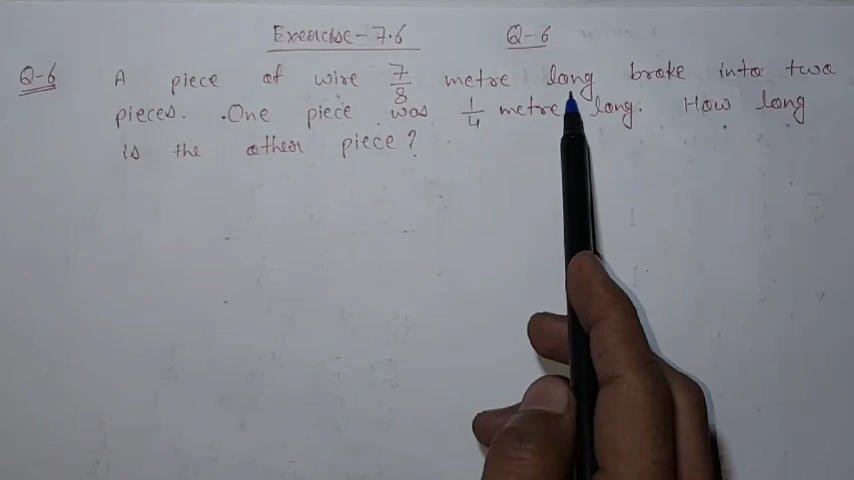 Exercise - 7.6 Q-6
Q-6 A piece of wire 7/8 metre long broke into two
pieces. One piece was 1/4 metre long. How long
is the other piece?